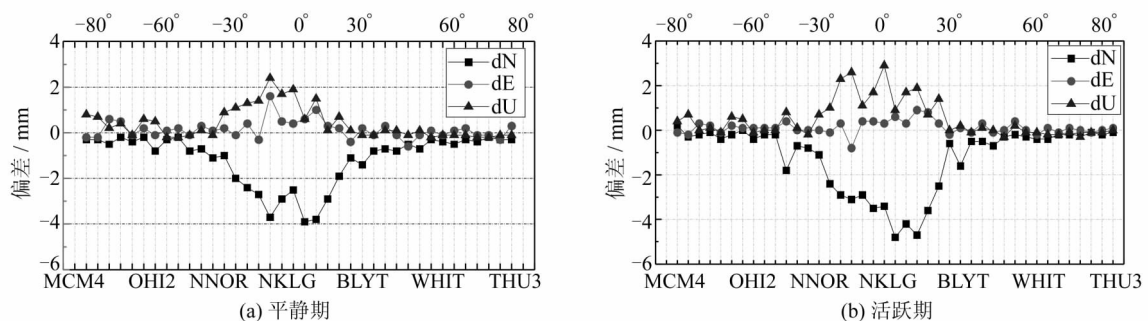 −80° −60° −30° 0° 30° 60° 80°
4
2
0
−2
−4
−6
偏差 / mm
dN
dE
dU
MCM4 OHI2 NNOR NKLG BLYT WHIT THU3
(a) 平静期
−80° −60° −30° 0° 30° 60° 80°
4
2
0
−2
−4
−6
偏差 / mm
dN
dE
dU
MCM4 OHI2 NNOR NKLG BLYT WHIT THU3
(b) 活跃期